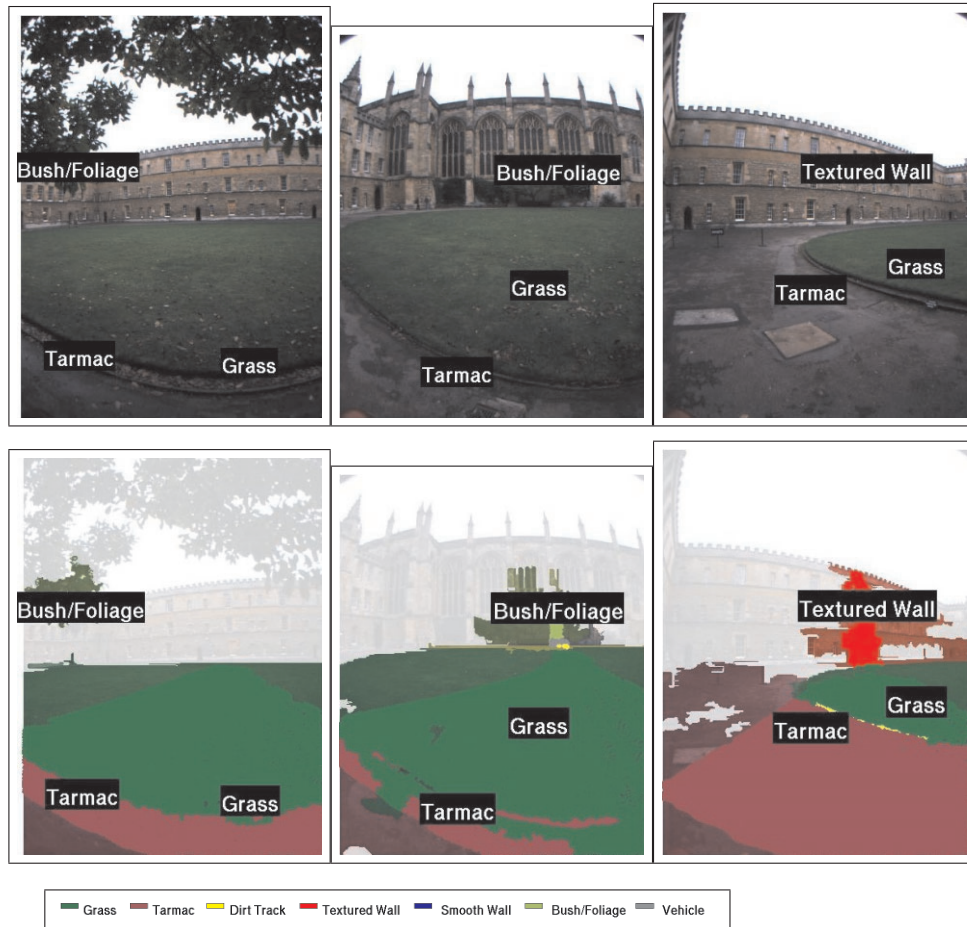 Bush/Foliage
Tarmac
Grass
Bush/Foliage
Grass
Tarmac
Textured Wall
Grass
Tarmac
Bush/Foliage
Tarmac
Grass
Bush/Foliage
Grass
Tarmac
Textured Wall
Grass
Tarmac
Grass Tarmac Dirt Track Textured Wall Smooth Wall Bush/Foliage Vehicle